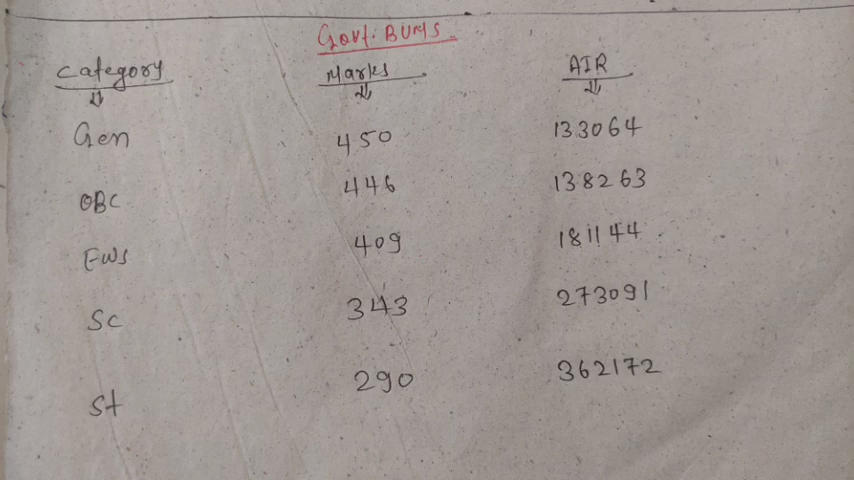 Govt. BUMS.
Category Marks AIR
Gen 450 133064
OBC 446 138263
EWS 409 181144
SC 343 273091
St 290 362172